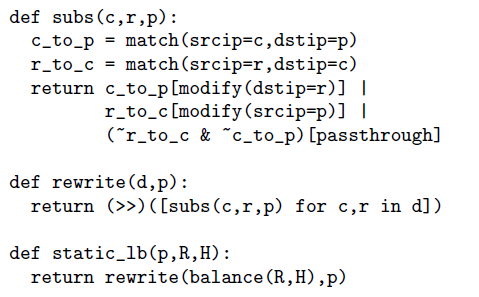 def subs(c,r,p):
  c_to_p = match(srcip=c,dstip=p)
  r_to_c = match(srcip=r,dstip=c)
  return c_to_p[modify(dstip=r)] |
         r_to_c[modify(srcip=p)] |
         (~r_to_c & ~c_to_p)[passthrough]

def rewrite(d,p):
  return (>>)([subs(c,r,p) for c,r in d])

def static_lb(p,R,H):
  return rewrite(balance(R,H),p)